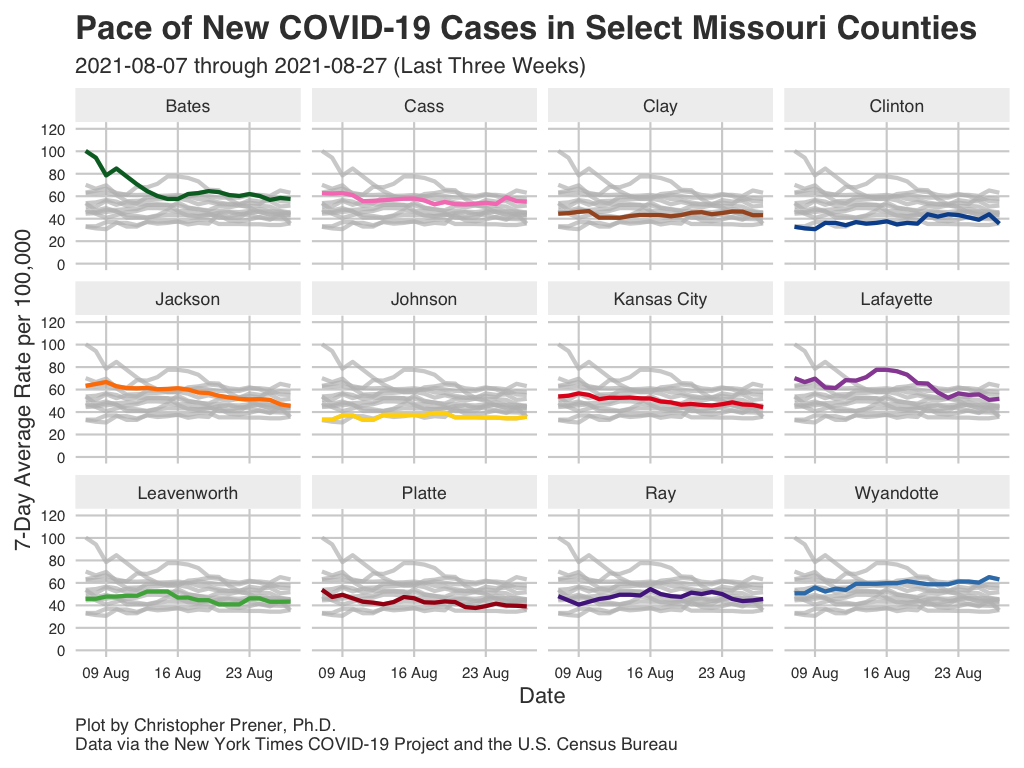 Pace of New COVID-19 Cases in Select Missouri Counties
2021-08-07 through 2021-08-27 (Last Three Weeks)
7-Day Average Rate per 100,000
Bates
Cass
Clay
Clinton
120
100
80
60
40
20
0
Jackson
Johnson
Kansas City
Lafayette
120
100
80
60
40
20
0
Leavenworth
Platte
Ray
Wyandotte
120
100
80
60
40
20
0
09 Aug 16 Aug 23 Aug
09 Aug 16 Aug 23 Aug
09 Aug 16 Aug 23 Aug
09 Aug 16 Aug 23 Aug
Date
Plot by Christopher Prener, Ph.D.
Data via the New York Times COVID-19 Project and the U.S. Census Bureau